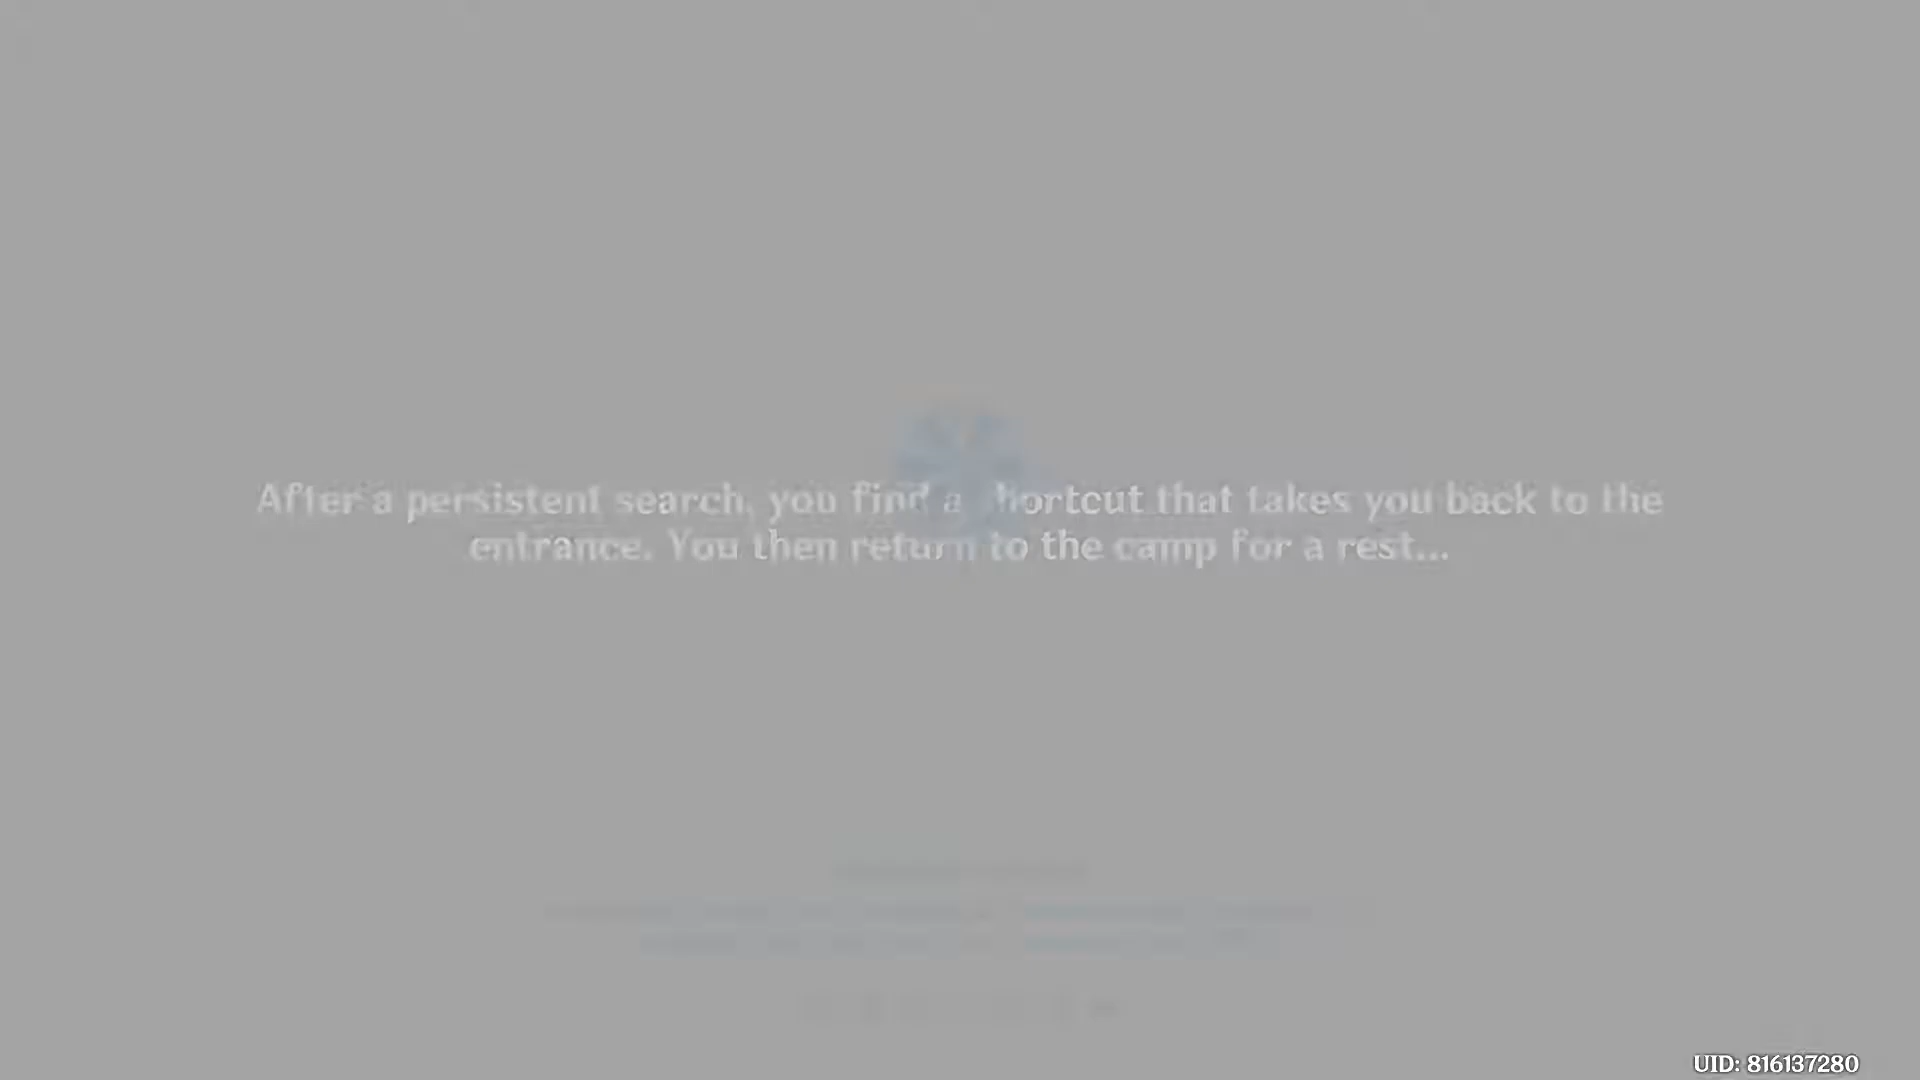 After a persistent search, you find a shortcut that takes you back to the
entrance. You then return to the camp for a rest...
UID: 816137280